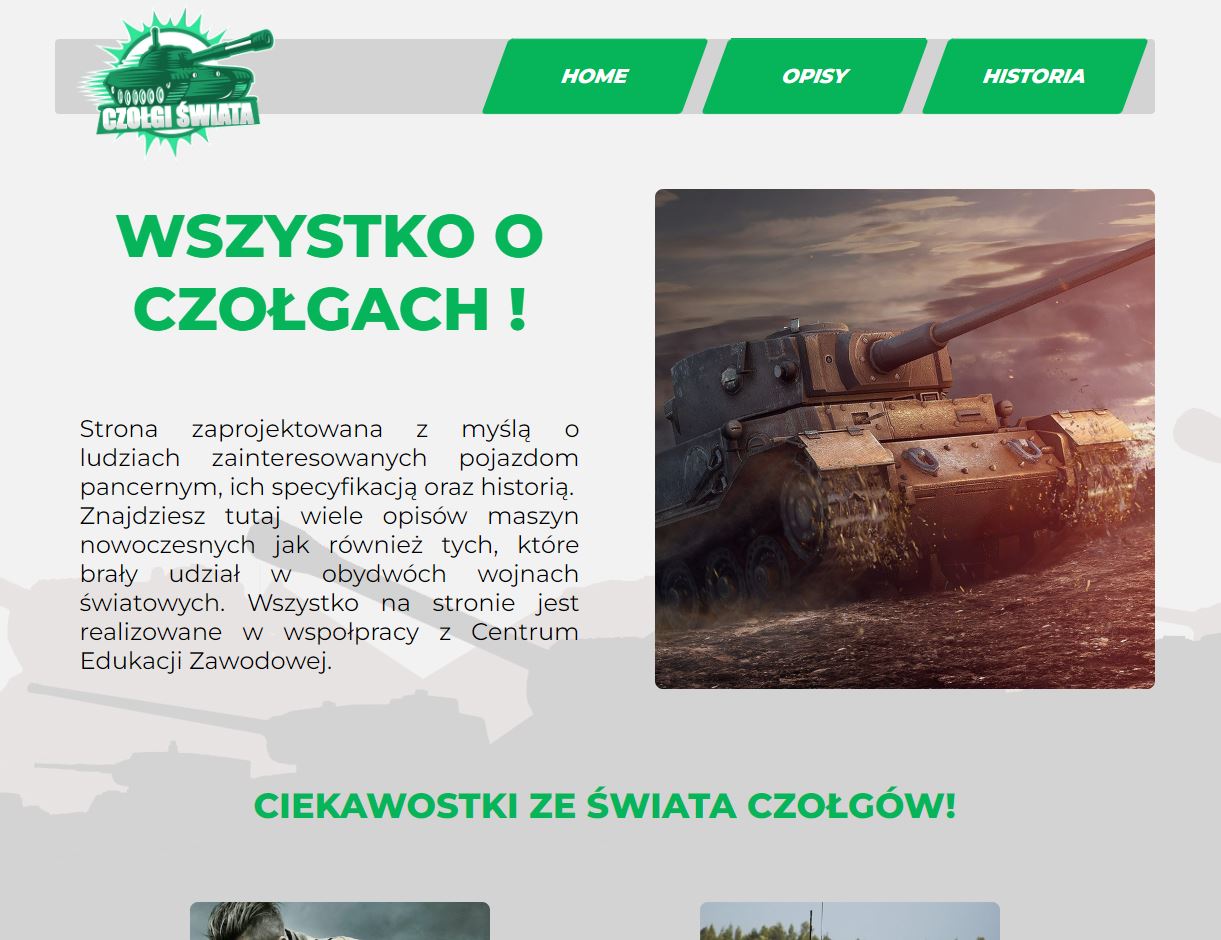 CZOŁGI ŚWIATA
HOME
OPISY
HISTORIA
WSZYSTKO O
CZOŁGACH !
Strona zaprojektowana z myślą o
ludziach zainteresowanych pojazdom
pancernym, ich specyfikacją oraz historią.
Znajdziesz tutaj wiele opisów maszyn
nowoczesnych jak również tych, które
brały udział w obydwóch wojnach
światowych. Wszystko na stronie jest
realizowane w wspołpracy z Centrum
Edukacji Zawodowej.
CIEKAWOSTKI ZE ŚWIATA CZOŁGÓW!